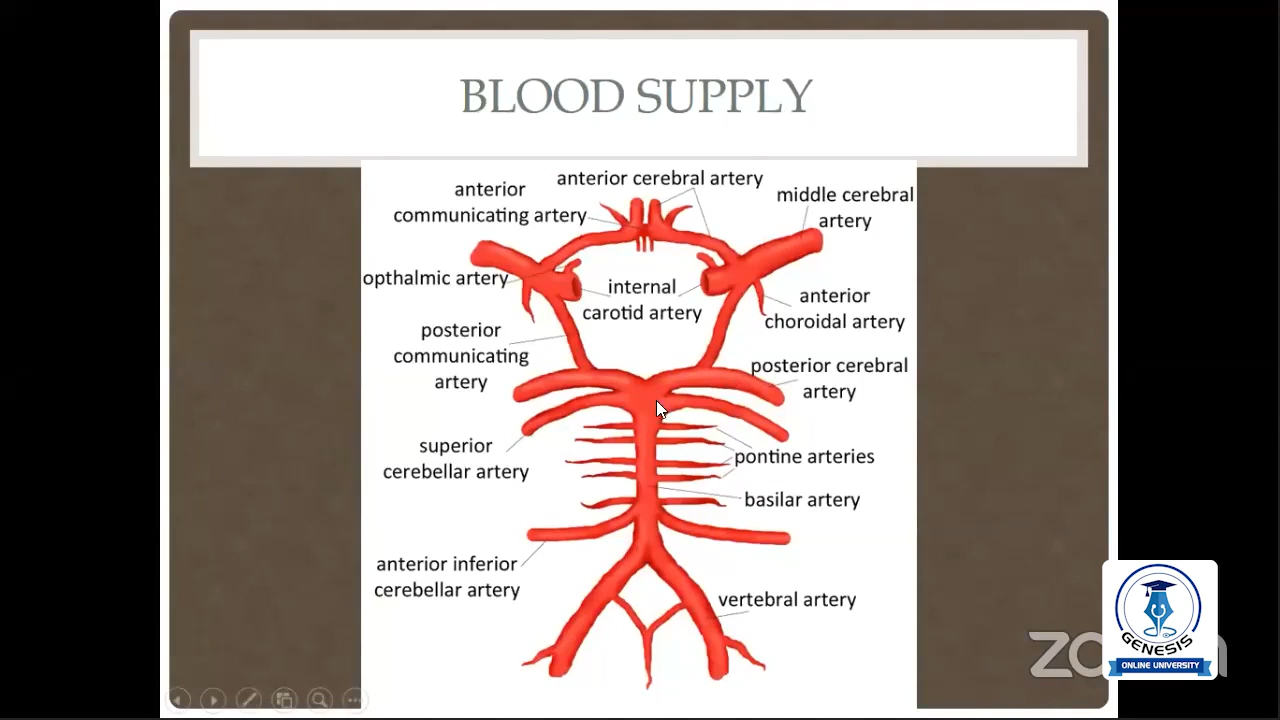 BLOOD SUPPLY
anterior cerebral artery
anterior
communicating artery
middle cerebral
artery
opthalmic artery
internal
carotid artery
anterior
choroidal artery
posterior
communicating
artery
posterior cerebral
artery
superior
cerebellar artery
pontine arteries
basilar artery
anterior inferior
cerebellar artery
vertebral artery
GENESIS
ONLINE UNIVERSITY